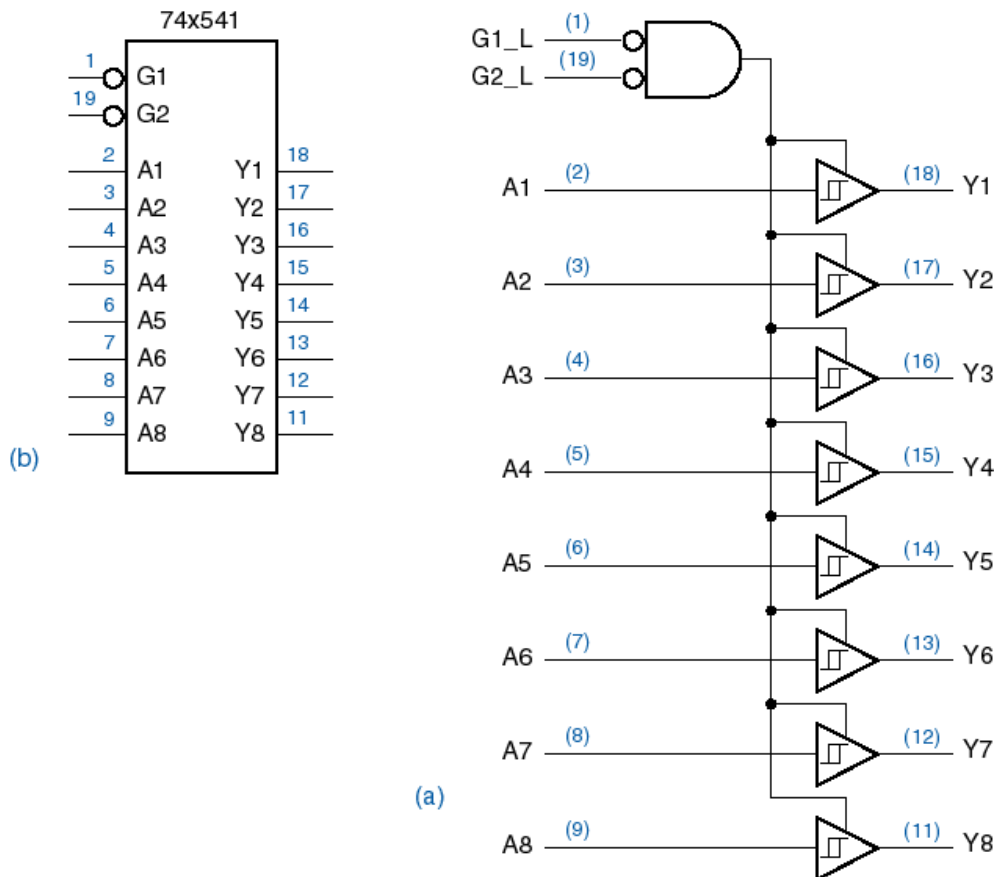 74x541
1 G1
19 G2
2 A1 Y1 18
3 A2 Y2 17
4 A3 Y3 16
5 A4 Y4 15
6 A5 Y5 14
7 A6 Y6 13
8 A7 Y7 12
9 A8 Y8 11
(b)
G1_L (1)
G2_L (19)
A1 (2) (18) Y1
A2 (3) (17) Y2
A3 (4) (16) Y3
A4 (5) (15) Y4
A5 (6) (14) Y5
A6 (7) (13) Y6
A7 (8) (12) Y7
(a)
A8 (9) (11) Y8